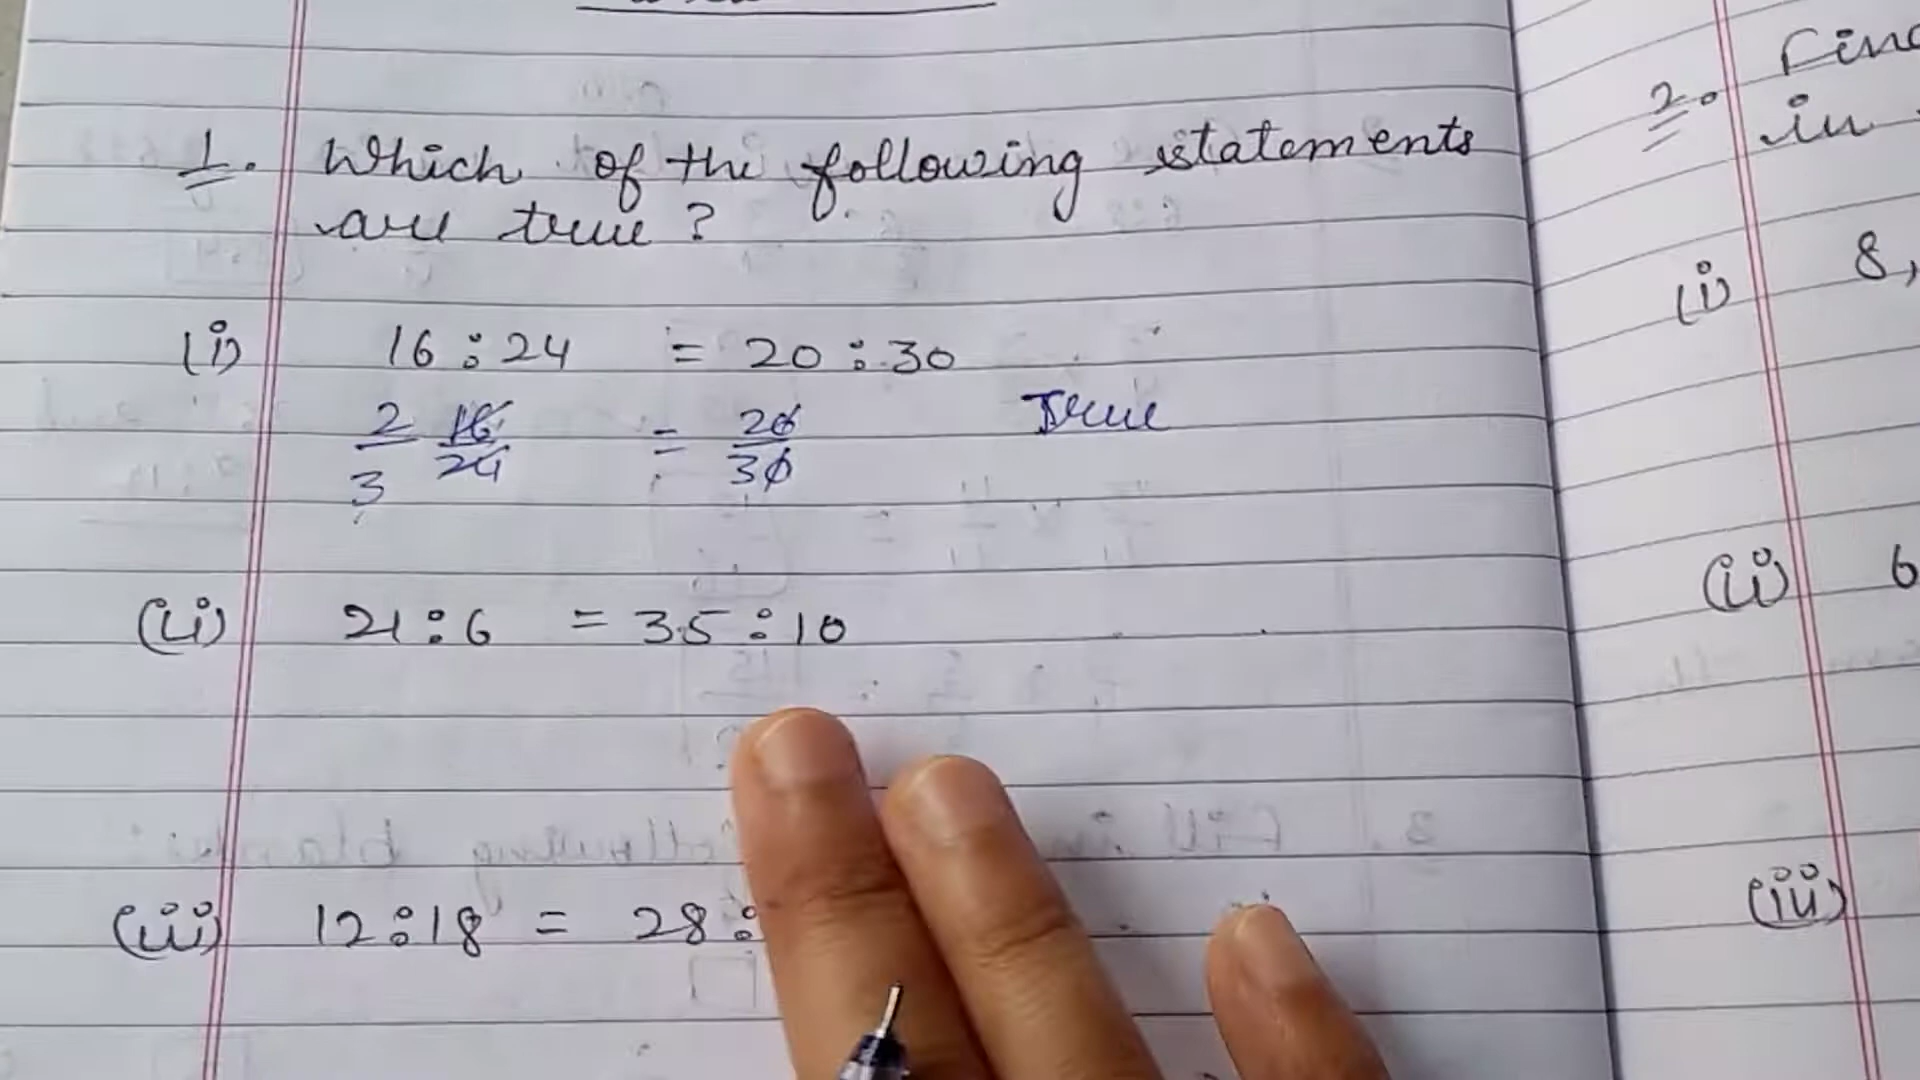 1. Which of the following statements
are true?
(i) 16 : 24 = 20 : 30
2/3 16/24 = 20/30 True
(ii) 21 : 6 = 35 : 10
(iii) 12 : 18 = 28 :
2. Find
in
(i) 8,
(ii) 6
(iii)